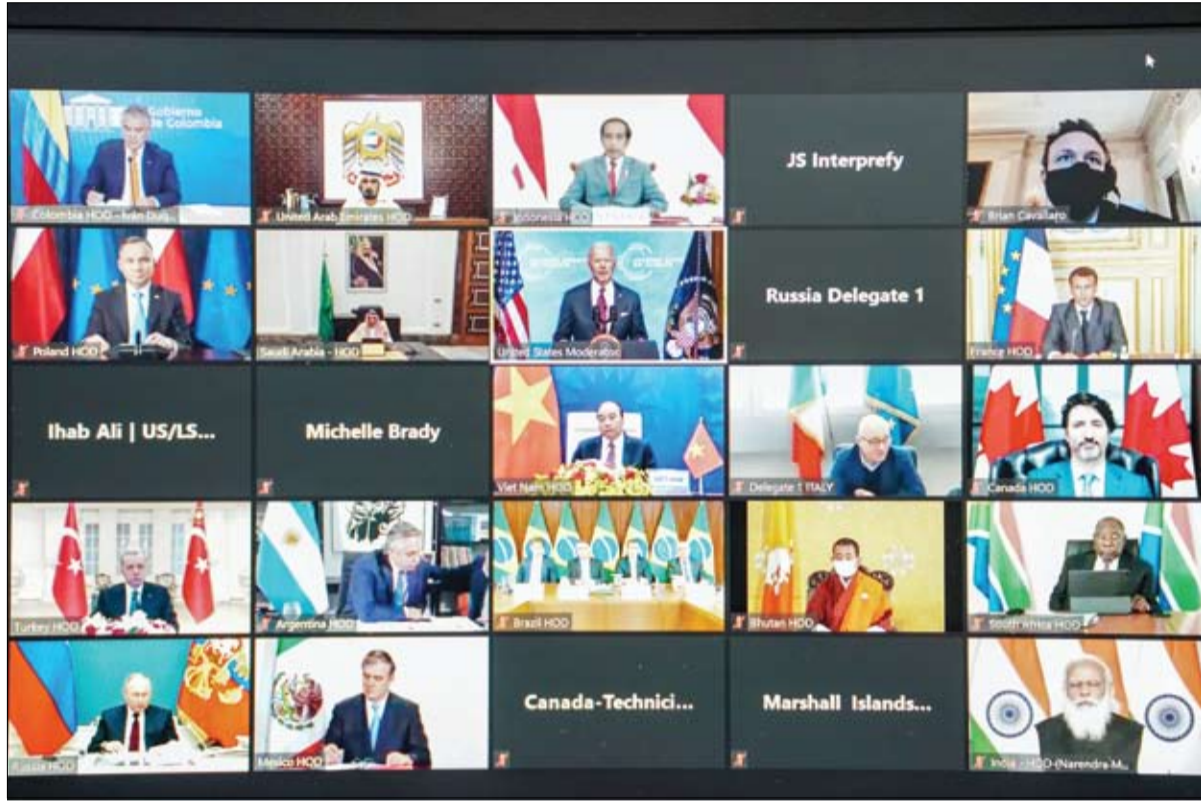 Gobierno
de Colombia
Colombia HOD - Iván Duq...
United Arab Emirates HOD
Indonesia HOD
JS Interprefy
Brian Cavallaro
Poland HOD
Saudi Arabia - HOD
United States Moderator
Russia Delegate 1
France HOD
Ihab Ali | US/LS...
Michelle Brady
Viet Nam HOD
Delegate 1 ITALY
Canada HOD
Turkey HOD
Argentina HOD
Brazil HOD
Bhutan HOD
South Africa HOD
Russia HOD
Mexico HOD
Canada-Technici...
Marshall Islands...
India - HOD-(Narendra M...